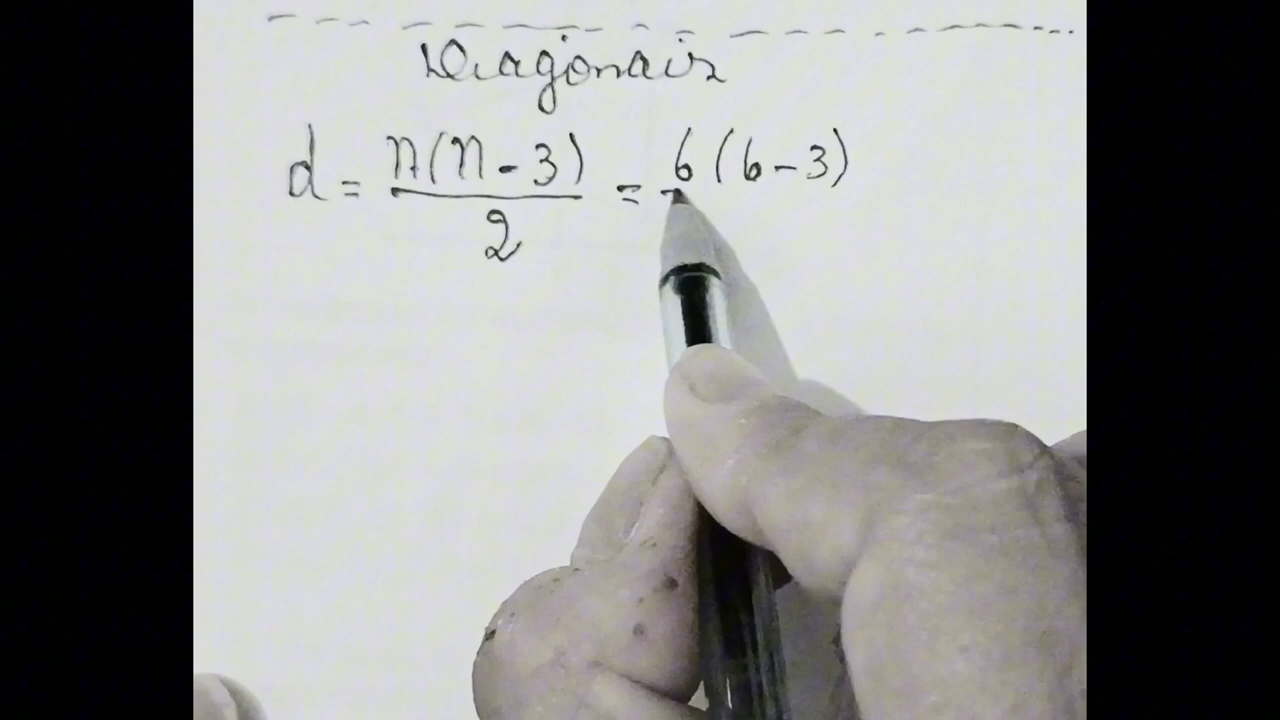 Diagonais
d = n(n - 3)/2 = 6(6 - 3)